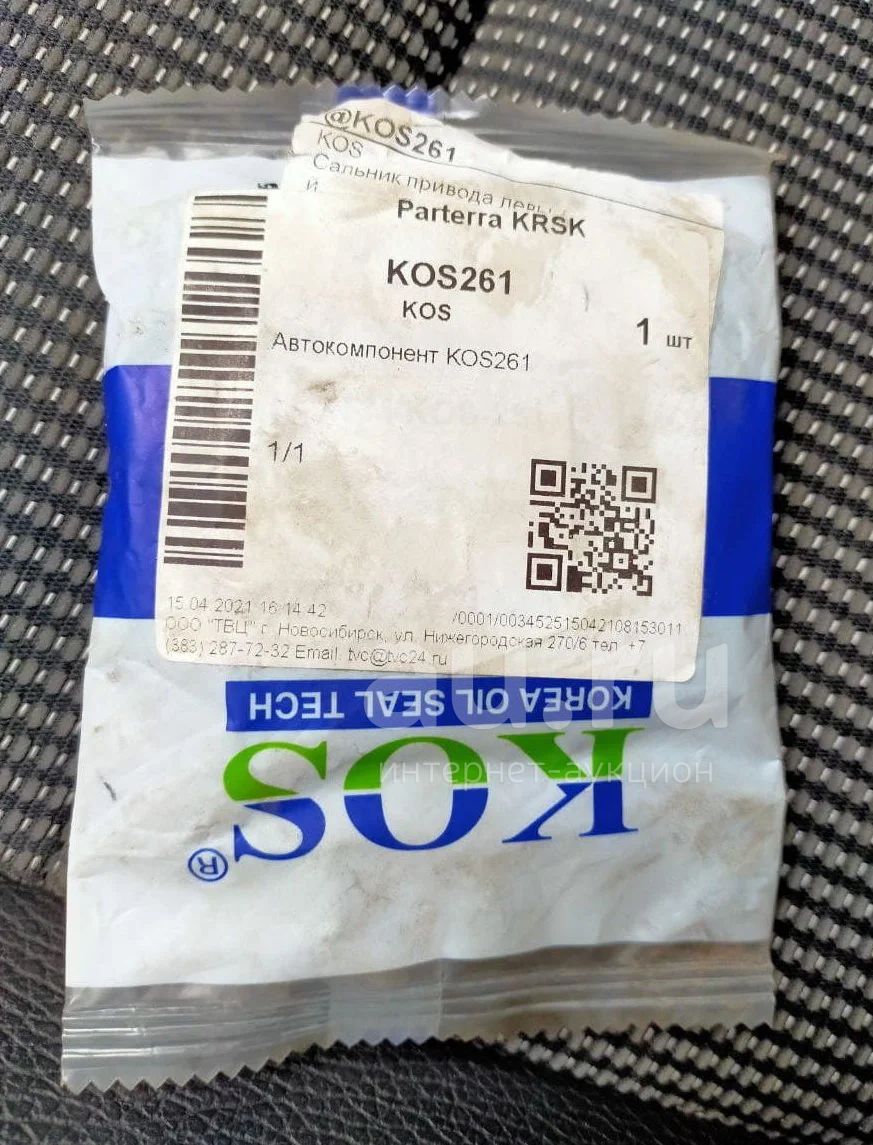 @KOS261
KOS
Сальник привода
и
Parterra KRSK
KOS261
KOS
1 шт
Автокомпонент KOS261
1/1
15.04.2021 16:14:42
/0001/003452515042108153011
ООО "ТВЦ" г. Новосибирск, ул. Нижегородская 270/6 тел. +7
(383) 287-72-32 Email. tvc@tvc24.ru
KOREA OIL SEAL TECH
KOS®
au.ru
интернет-аукцион